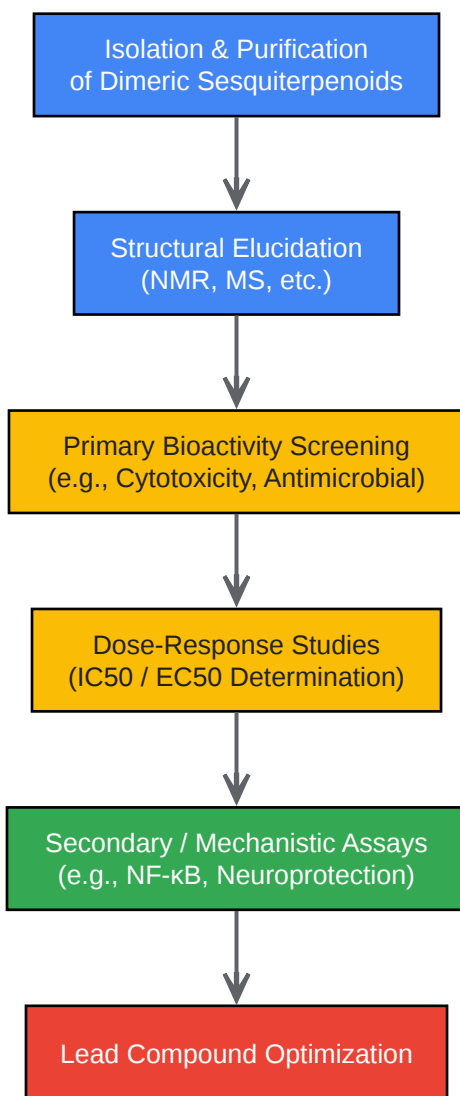 Isolation & Purification
of Dimeric Sesquiterpenoids
Structural Elucidation
(NMR, MS, etc.)
Primary Bioactivity Screening
(e.g., Cytotoxicity, Antimicrobial)
Dose-Response Studies
(IC50 / EC50 Determination)
Secondary / Mechanistic Assays
(e.g., NF-κB, Neuroprotection)
Lead Compound Optimization